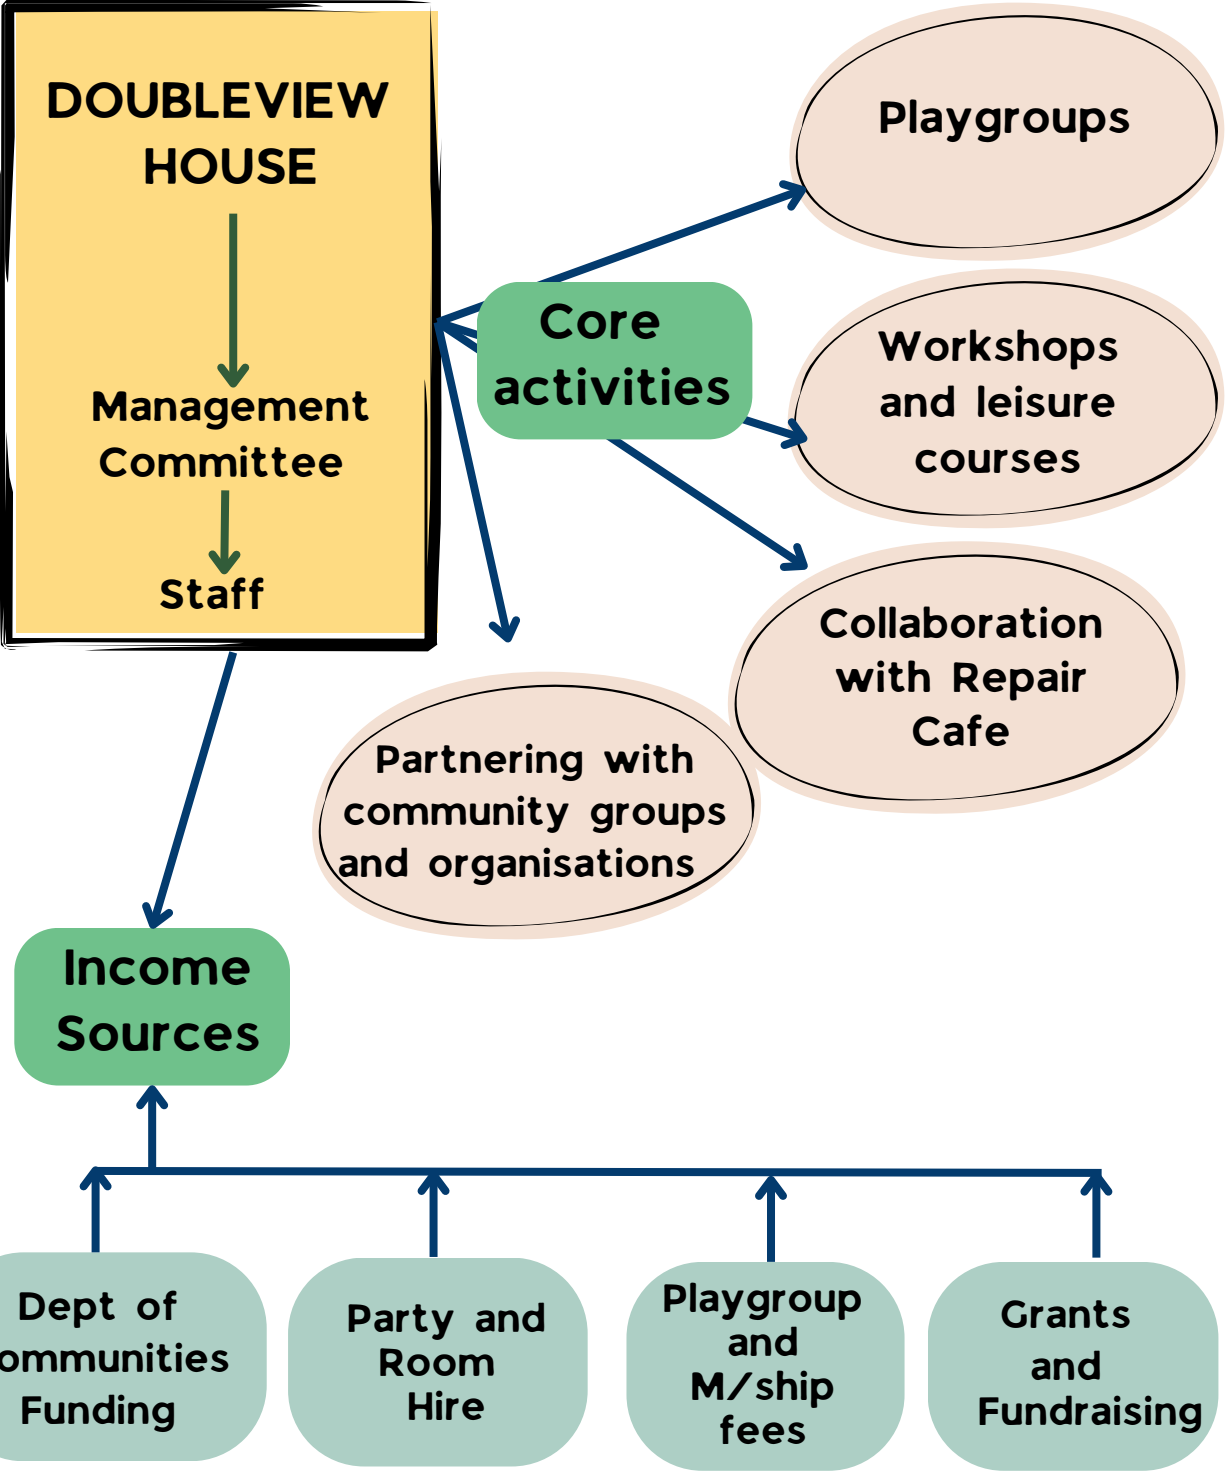 DOUBLEVIEW
HOUSE
Management
Committee
Staff
Core
activities
Playgroups
Workshops
and leisure
courses
Collaboration
with Repair
Cafe
Partnering with
community groups
and organisations
Income
Sources
Dept of
ommunities
Funding
Party and
Room
Hire
Playgroup
and
M/ship
fees
Grants
and
Fundraising